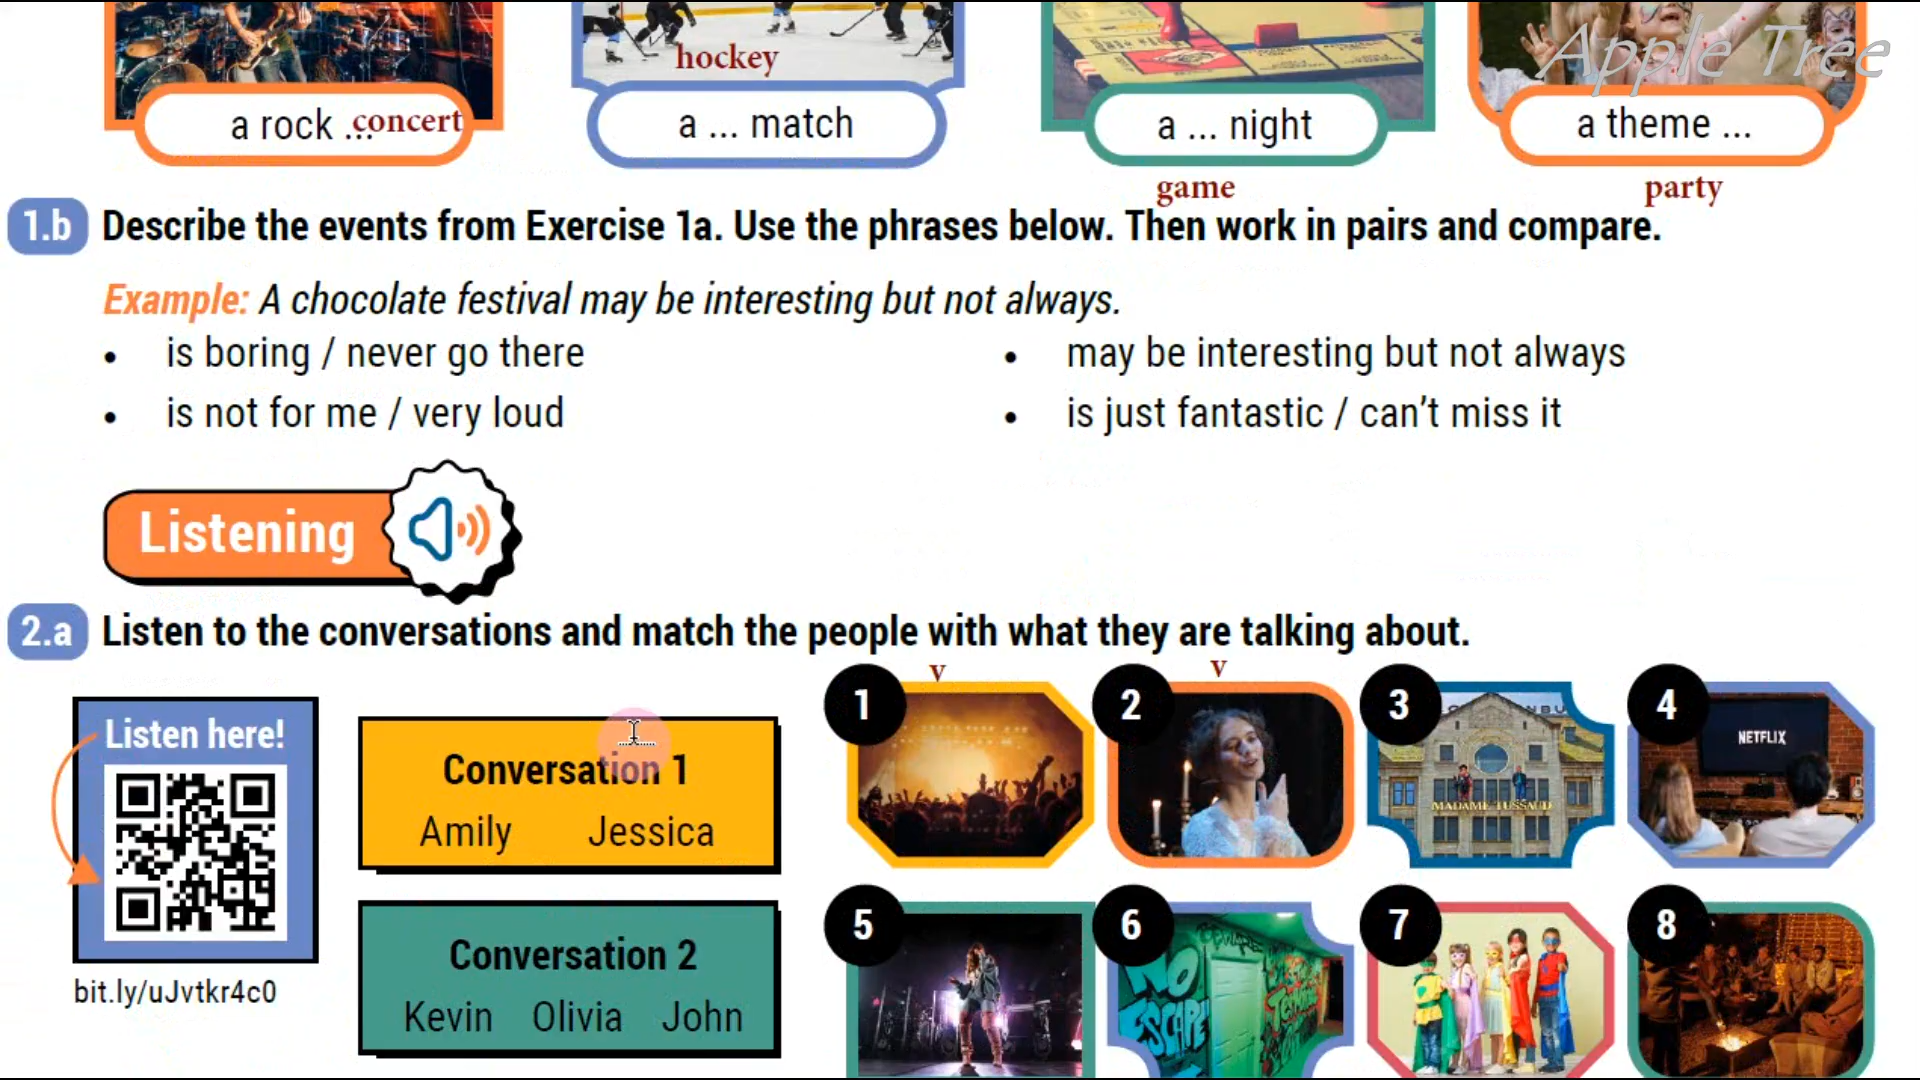 Apple Tree
hockey
a rock ...concert
a ... match
a ... night
a theme ...
game
party
1.b Describe the events from Exercise 1a. Use the phrases below. Then work in pairs and compare.
Example: A chocolate festival may be interesting but not always.
• is boring / never go there
• may be interesting but not always
• is not for me / very loud
• is just fantastic / can’t miss it
Listening
2.a Listen to the conversations and match the people with what they are talking about.
v
v
Listen here!
bit.ly/uJvtkr4c0
Conversation 1
Amily Jessica
Conversation 2
Kevin Olivia John
1
2
3
MADAME TUSSAUD
4
NETFLIX
5
6
BEWARE
NO
ESCAPE
7
8